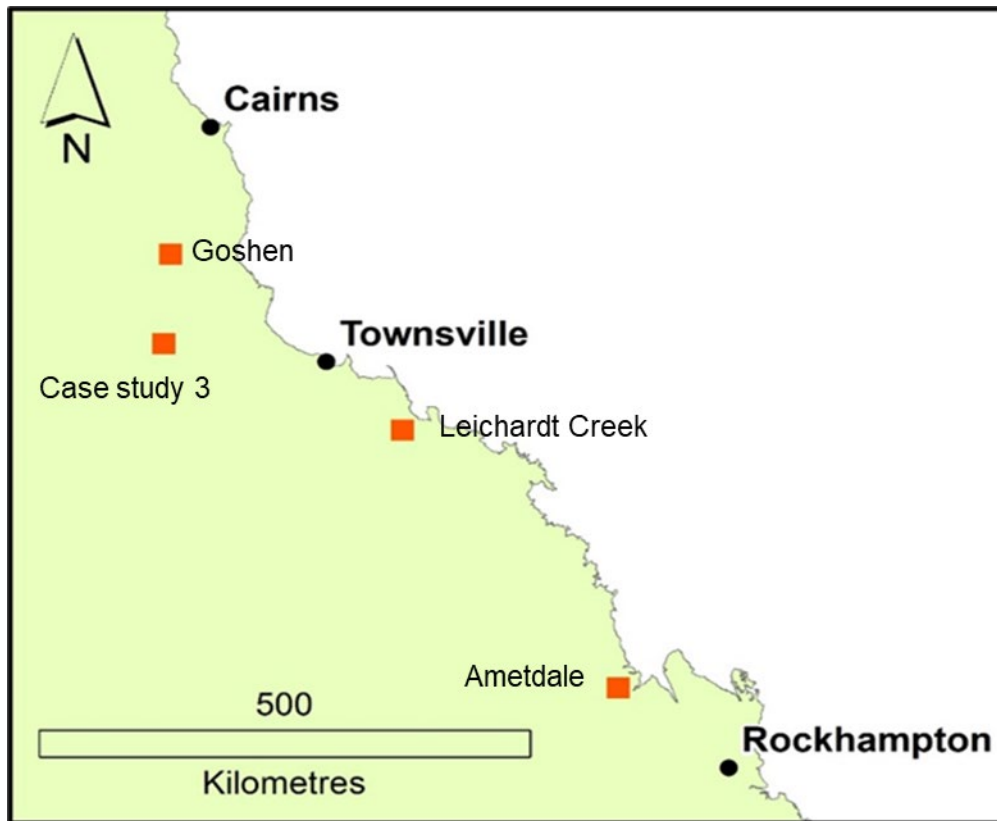 Cairns
N
Goshen
Townsville
Case study 3
Leichardt Creek
Ametdale
500
Rockhampton
Kilometres